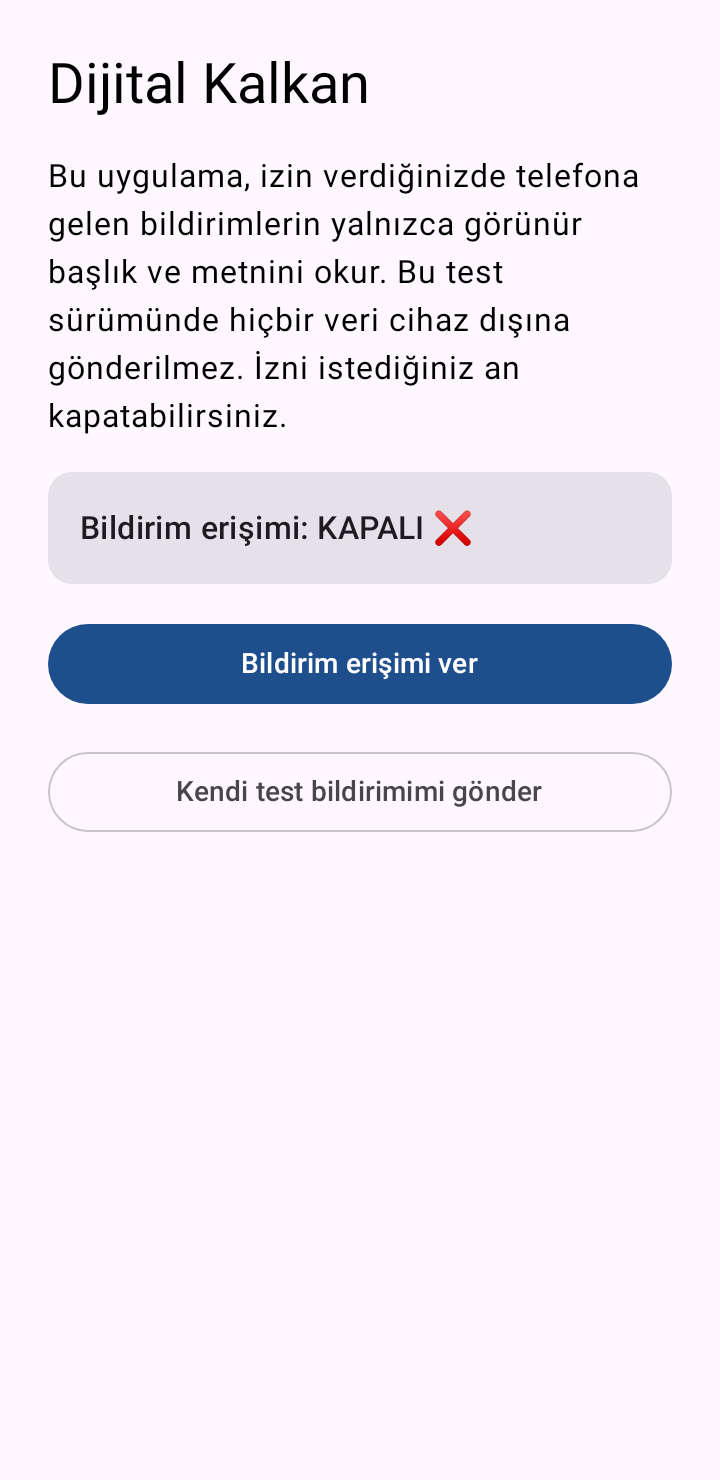 Dijital Kalkan
Bu uygulama, izin verdiğinizde telefona
gelen bildirimlerin yalnızca görünür
başlık ve metnini okur. Bu test
sürümünde hiçbir veri cihaz dışına
gönderilmez. İzni istediğiniz an
kapatabilirsiniz.
Bildirim erişimi: KAPALI ❌
Bildirim erişimi ver
Kendi test bildirimimi gönder